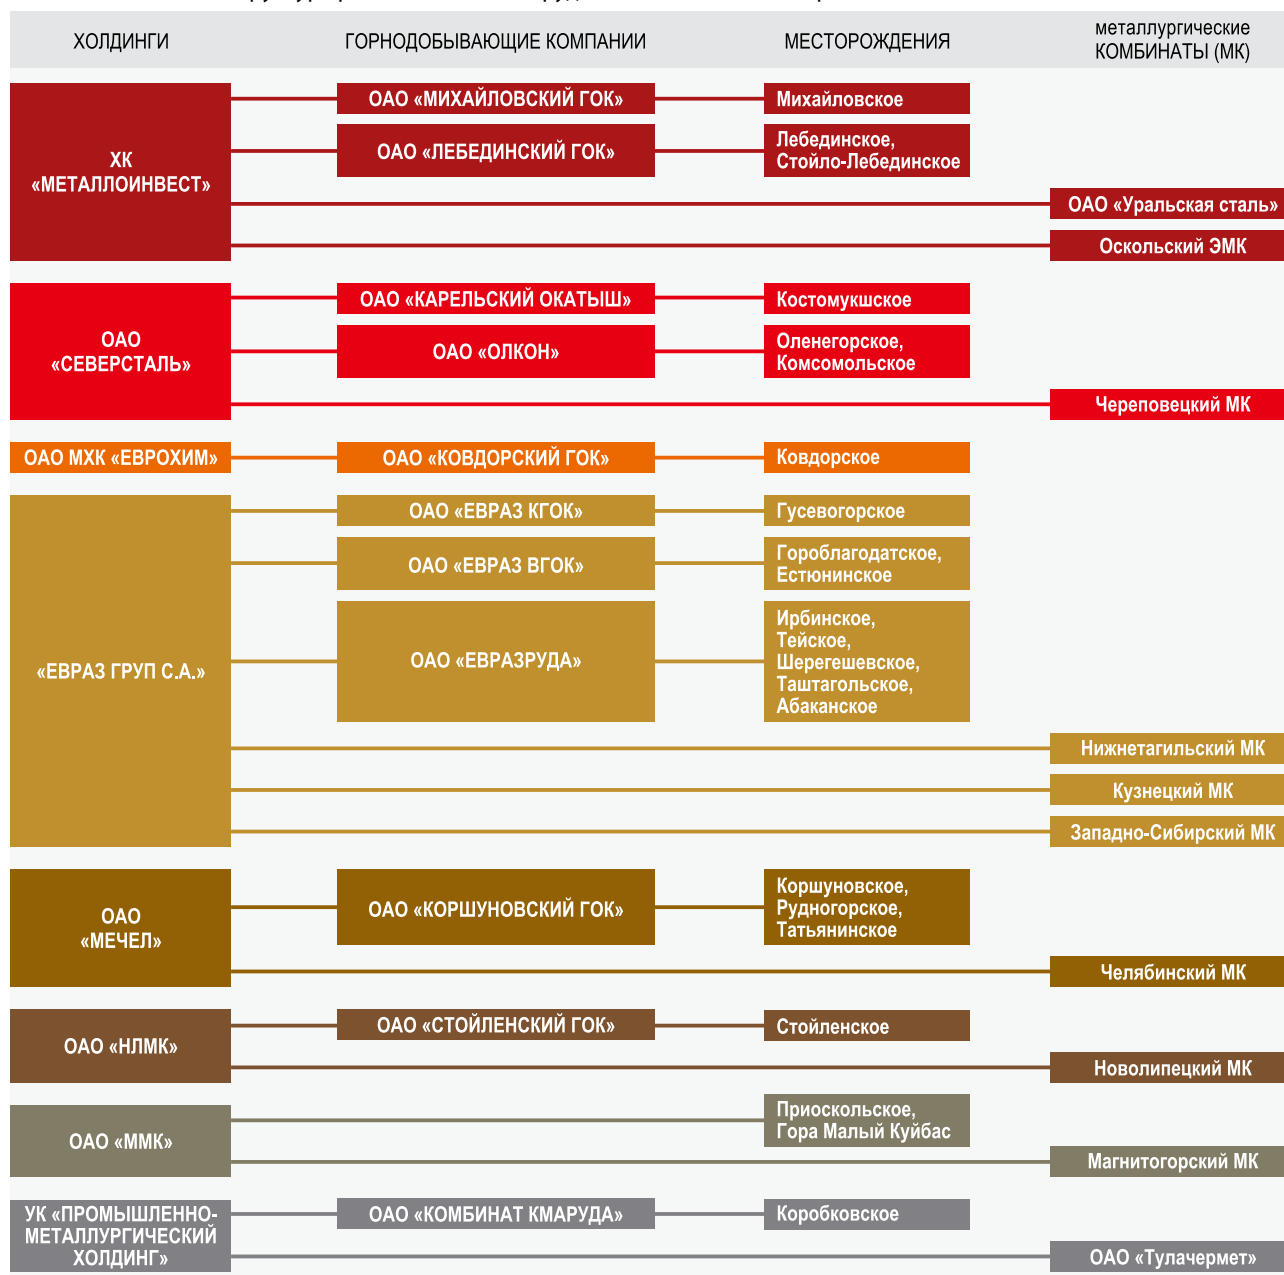 ХОЛДИНГИ
ГОРНОДОБЫВАЮЩИЕ КОМПАНИИ
МЕСТОРОЖДЕНИЯ
металлургические
КОМБИНАТЫ (МК)
ХК
«МЕТАЛЛОИНВЕСТ»
ОАО «МИХАЙЛОВСКИЙ ГОК»
Михайловское
ОАО «ЛЕБЕДИНСКИЙ ГОК»
Лебединское,
Стойло-Лебединское
ОАО «Уральская сталь»
Оскольский ЭМК
ОАО
«СЕВЕРСТАЛЬ»
ОАО «КАРЕЛЬСКИЙ ОКАТЫШ»
Костомукшское
ОАО «ОЛКОН»
Оленегорское,
Комсомольское
Череповецкий МК
ОАО МХК «ЕВРОХИМ»
ОАО «КОВДОРСКИЙ ГОК»
Ковдорское
«ЕВРАЗ ГРУП С.А.»
ОАО «ЕВРАЗ КГОК»
Гусевогорское
ОАО «ЕВРАЗ ВГОК»
Гороблагодатское,
Естюнинское
ОАО «ЕВРАЗРУДА»
Ирбинское,
Тейское,
Шерегешевское,
Таштагольское,
Абаканское
Нижнетагильский МК
Кузнецкий МК
Западно-Сибирский МК
ОАО
«МЕЧЕЛ»
ОАО «КОРШУНОВСКИЙ ГОК»
Коршуновское,
Рудногорское,
Татьянинское
Челябинский МК
ОАО «НЛМК»
ОАО «СТОЙЛЕНСКИЙ ГОК»
Стойленское
Новолипецкий МК
ОАО «ММК»
Приоскольское,
Гора Малый Куйбас
Магнитогорский МК
УК «ПРОМЫШЛЕННО-
МЕТАЛЛУРГИЧЕСКИЙ
ХОЛДИНГ»
ОАО «КОМБИНАТ КМАРУДА»
Коробковское
ОАО «Тулачермет»